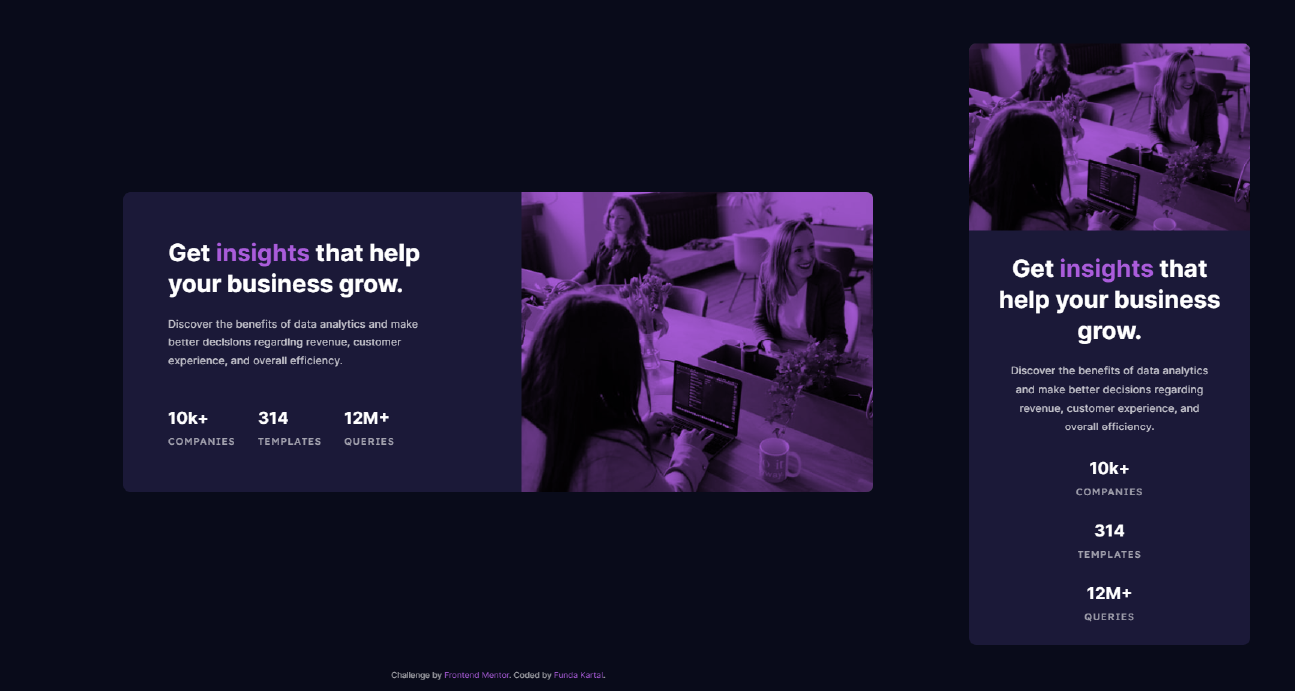 Get insights that help
your business grow.
Discover the benefits of data analytics and make
better decisions regarding revenue, customer
experience, and overall efficiency.
10k+ 314 12M+
COMPANIES TEMPLATES QUERIES
Get insights that
help your business
grow.
Discover the benefits of data analytics
and make better decisions regarding
revenue, customer experience, and
overall efficiency.
10k+
COMPANIES
314
TEMPLATES
12M+
QUERIES
Challenge by Frontend Mentor. Coded by Funda Kartal.